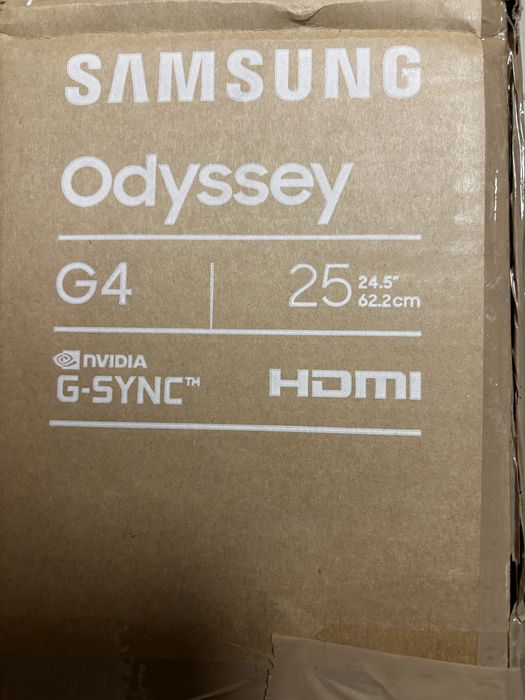 SAMSUNG
Odyssey
G4
25 24.5"
62.2cm
NVIDIA
G-SYNC™
HDMI